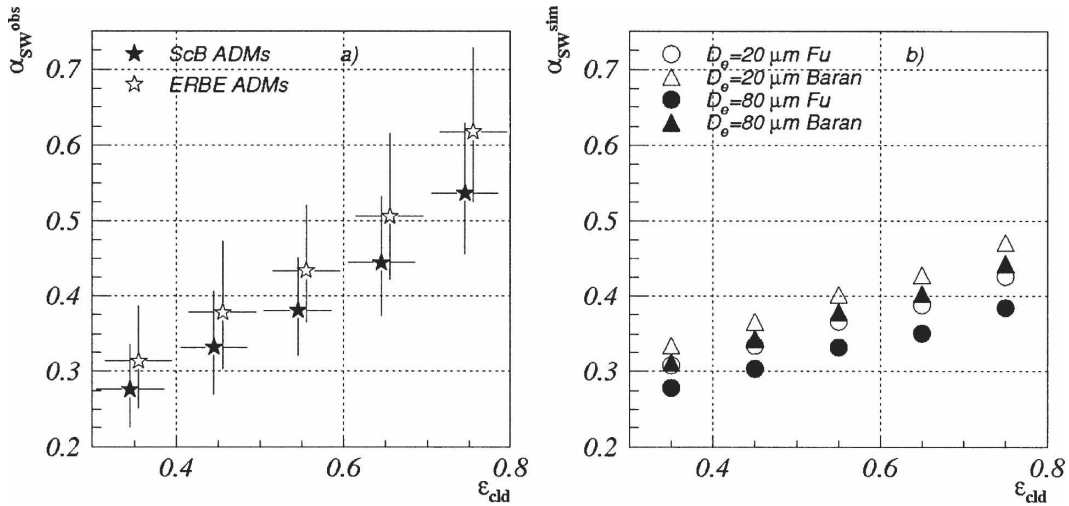 α_SW^obs
★ ScB ADMs
☆ ERBE ADMs
a)
0.7
0.6
0.5
0.4
0.3
0.2
0.4 0.6 0.8
ε_cld
α_SW^sim
○ D_e=20 μm Fu
△ D_e=20 μm Baran
● D_e=80 μm Fu
▲ D_e=80 μm Baran
b)
0.7
0.6
0.5
0.4
0.3
0.2
0.4 0.6 0.8
ε_cld